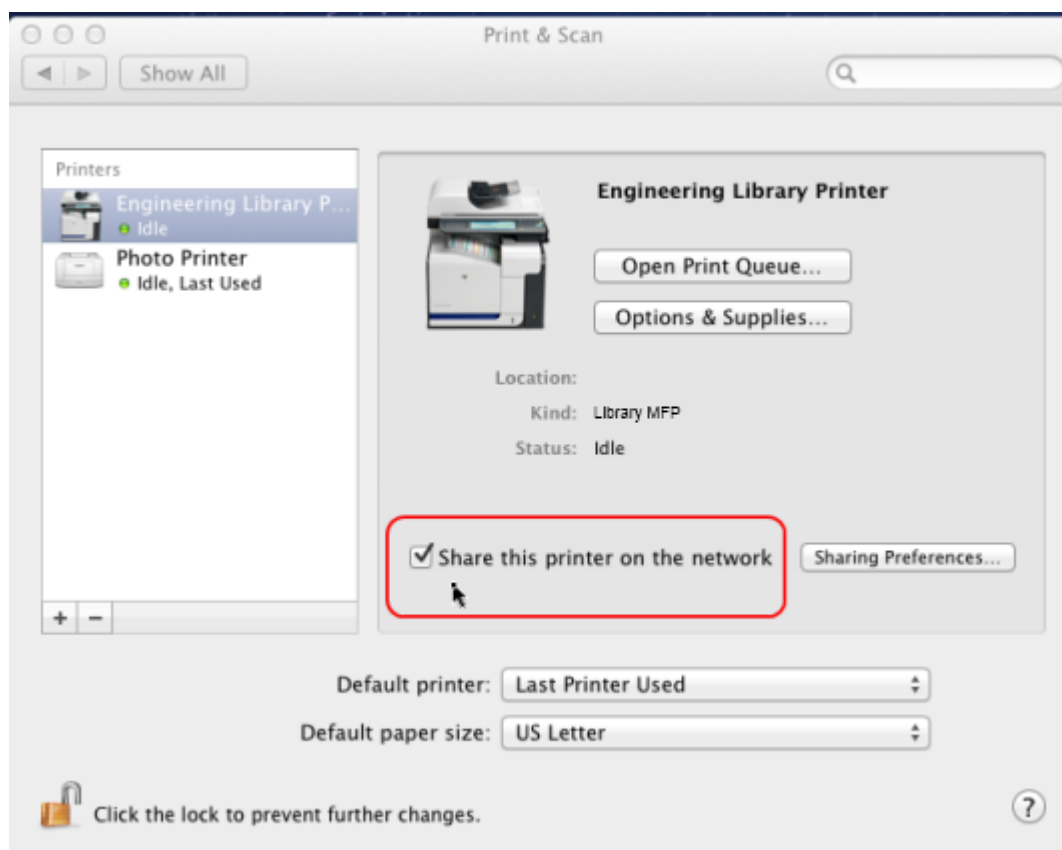 Print & Scan
Show All
Printers
Engineering Library P...
Idle
Photo Printer
Idle, Last Used
Engineering Library Printer
Open Print Queue...
Options & Supplies...
Location:
Kind: Library MFP
Status: Idle
Share this printer on the network
Sharing Preferences...
+ −
Default printer: Last Printer Used
Default paper size: US Letter
Click the lock to prevent further changes.
?